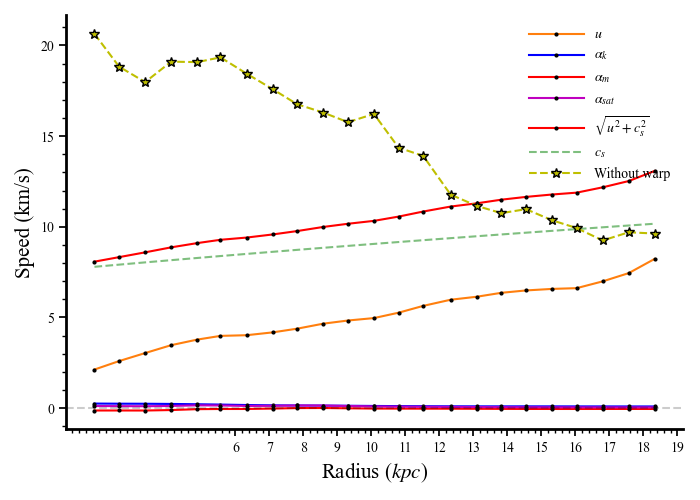 20
15
10
5
0
Speed (km/s)
u
α_k
α_m
α_sat
√(u² + c_s²)
c_s
Without warp
6 7 8 9 10 11 12 13 14 15 16 17 18 19
Radius (kpc)